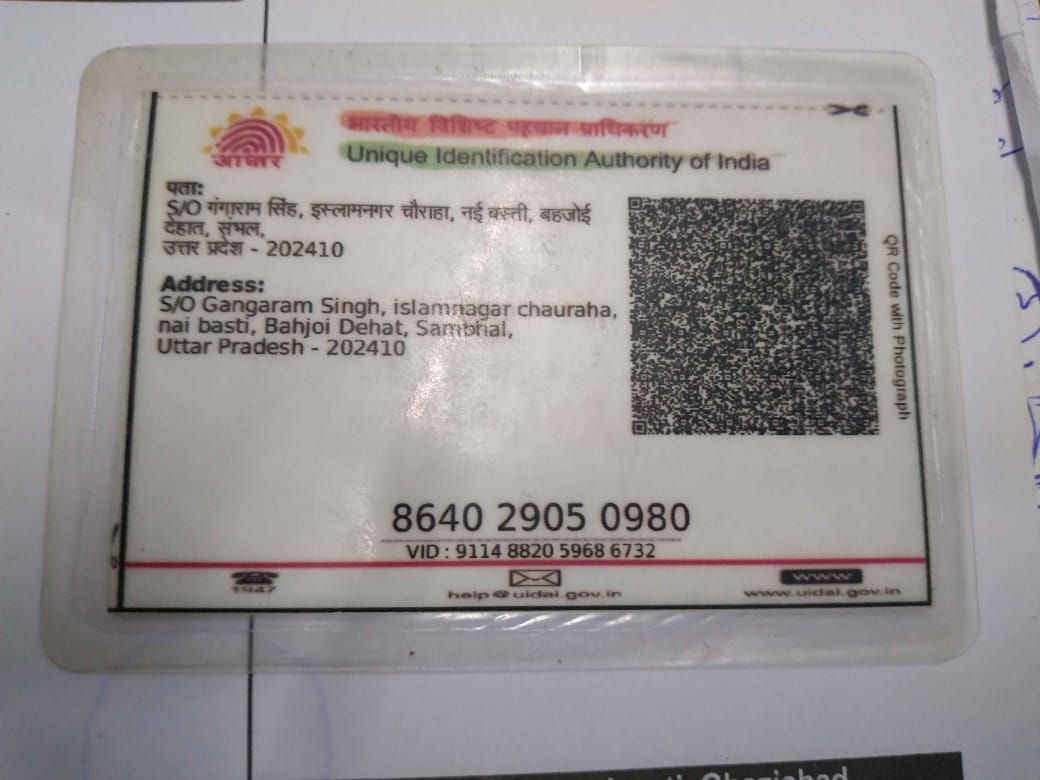 आधार
भारतीय विशिष्ट पहचान प्राधिकरण
Unique Identification Authority of India
पता:
S/O गंगाराम सिंह, इस्लामनगर चौराहा, नई बस्ती, बहजोई
देहात, संभल,
उत्तर प्रदेश - 202410
Address:
S/O Gangaram Singh, islamnagar chauraha,
nai basti, Bahjoi Dehat, Sambhal,
Uttar Pradesh - 202410
QR Code with Photograph
8640 2905 0980
VID : 9114 8820 5968 6732
1947
help@uidai.gov.in
www
www.uidai.gov.in
Ghaziabad